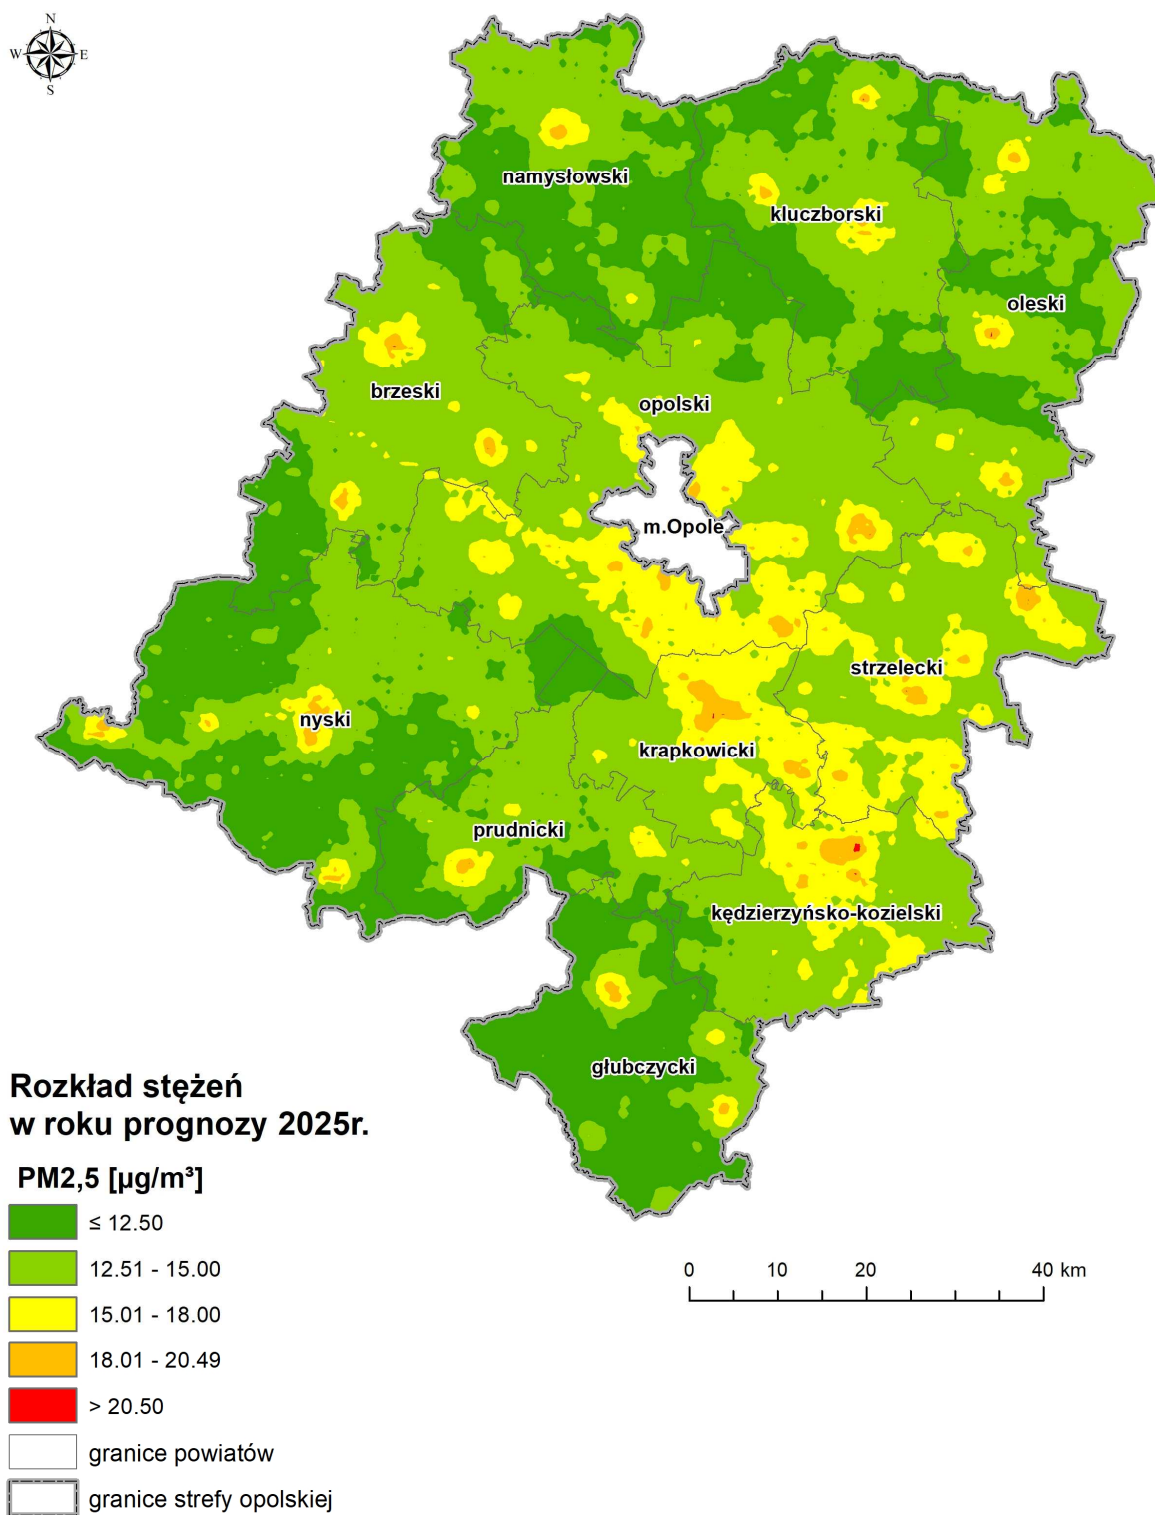 N
W E
S
namysłowski
kluczborski
oleski
brzeski
opolski
m.Opole
strzelecki
nyski
krapkowicki
prudnicki
kędzierzyńsko-kozielski
głubczycki
Rozkład stężeń
w roku prognozy 2025r.
PM2,5 [µg/m³]
≤ 12.50
12.51 - 15.00
15.01 - 18.00
18.01 - 20.49
> 20.50
granice powiatów
granice strefy opolskiej
0 10 20 40 km